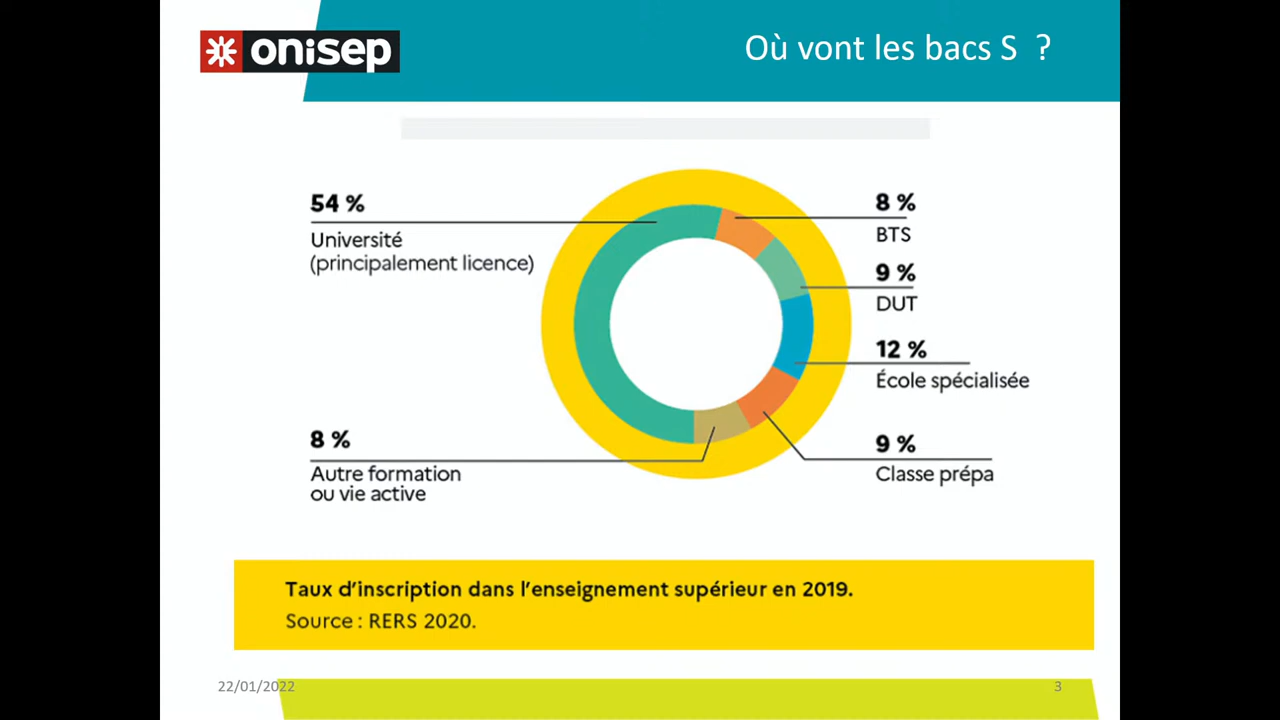 onisep
Où vont les bacs S ?
54 %
Université
(principalement licence)
8 %
BTS
9 %
DUT
12 %
École spécialisée
9 %
Classe prépa
8 %
Autre formation
ou vie active
Taux d’inscription dans l’enseignement supérieur en 2019.
Source : RERS 2020.
22/01/2022
3